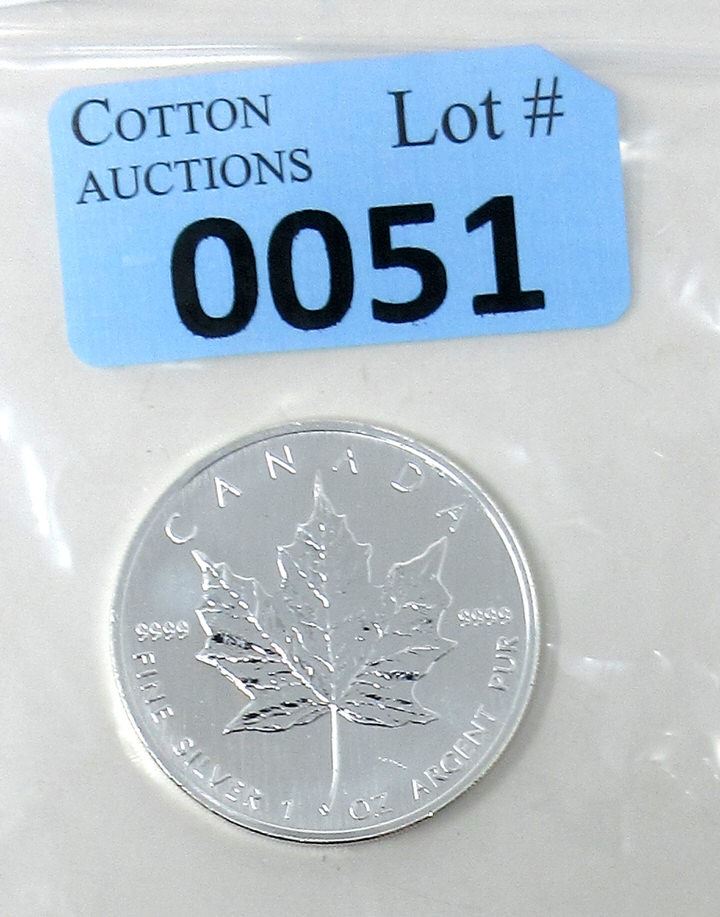 COTTON
AUCTIONS
Lot #
0051
CANADA
9999 9999
FINE SILVER 1 OZ ARGENT PUR